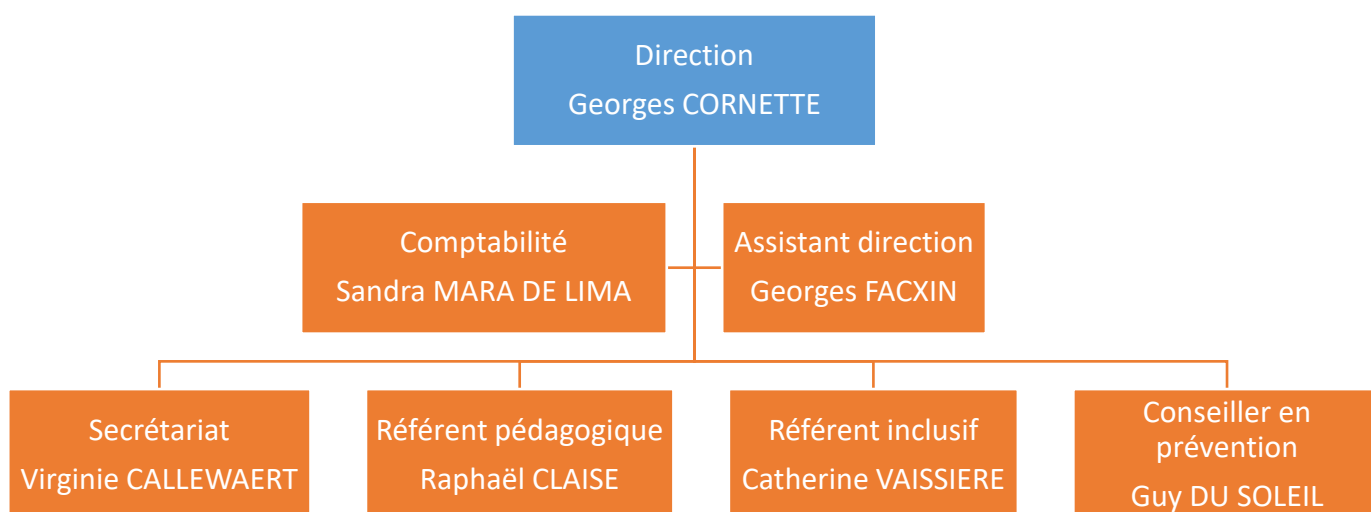 Direction
Georges CORNETTE
Comptabilité
Sandra MARA DE LIMA
Assistant direction
Georges FACXIN
Secrétariat
Virginie CALLEWAERT
Référent pédagogique
Raphaël CLAISE
Référent inclusif
Catherine VAISSIERE
Conseiller en
prévention
Guy DU SOLEIL